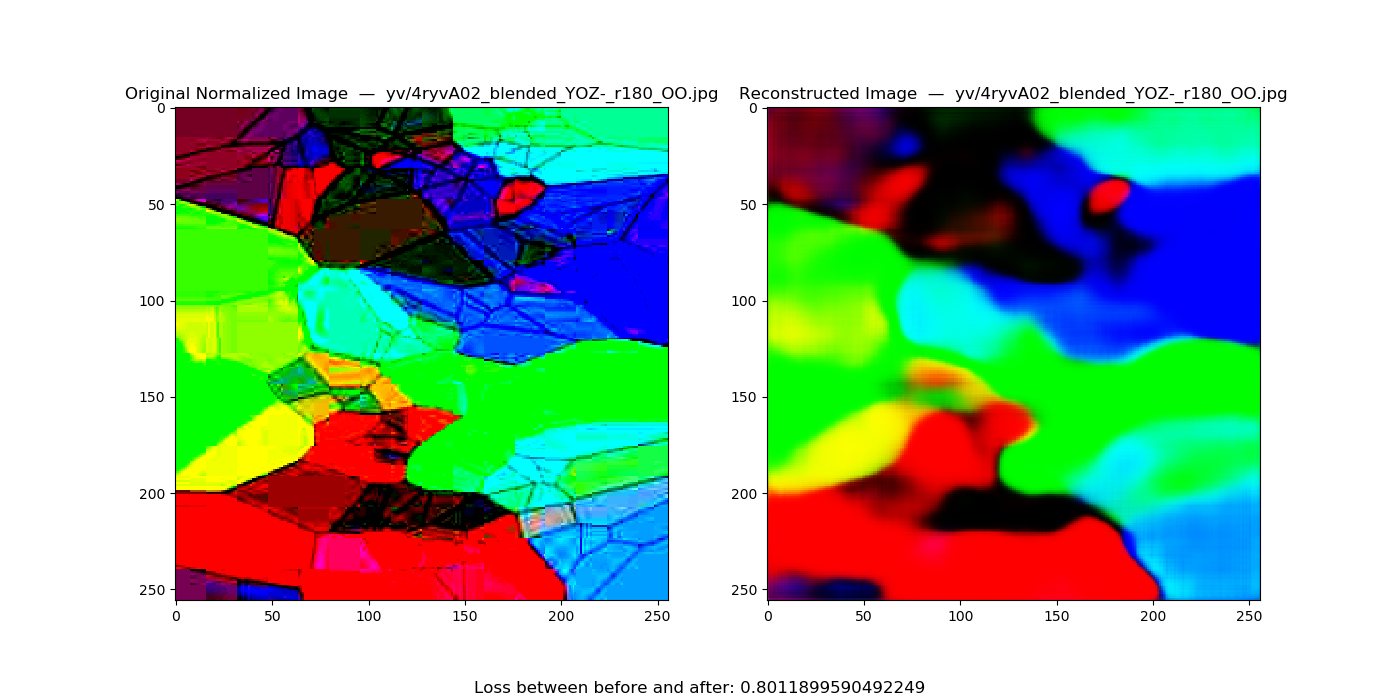 Original Normalized Image — yv/4ryvA02_blended_YOZ-_r180_OO.jpg
Reconstructed Image — yv/4ryvA02_blended_YOZ-_r180_OO.jpg
0
50
100
150
200
250
0 50 100 150 200 250
0
50
100
150
200
250
0 50 100 150 200 250
Loss between before and after: 0.8011899590492249